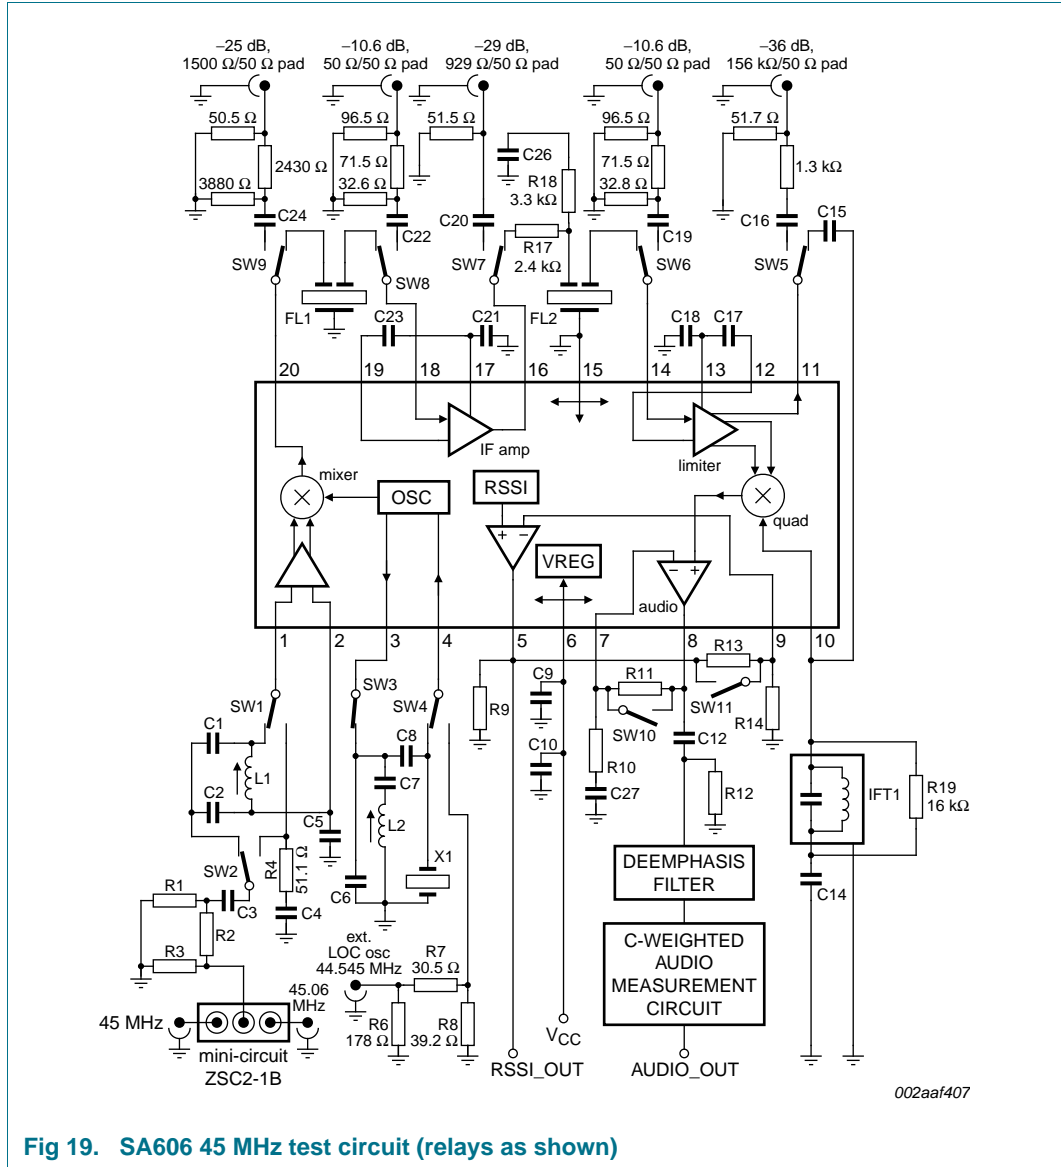 –25 dB,
1500 Ω/50 Ω pad
–10.6 dB,
50 Ω/50 Ω pad
–29 dB,
929 Ω/50 Ω pad
–10.6 dB,
50 Ω/50 Ω pad
–36 dB,
156 kΩ/50 Ω pad
50.5 Ω
96.5 Ω
51.5 Ω
96.5 Ω
51.7 Ω
2430 Ω
71.5 Ω
C26
71.5 Ω
1.3 kΩ
3880 Ω
32.6 Ω
R18
3.3 kΩ
32.8 Ω
C24
C22
C20
C19
C16
C15
R17
2.4 kΩ
SW9
SW8
SW7
SW6
SW5
FL1
FL2
C23
C21
C18
C17
20
19
18
17
16
15
14
13
12
11
IF amp
limiter
mixer
OSC
RSSI
quad
+
–
VREG
–
+
audio
1
2
3
4
5
6
7
8
9
10
SW1
SW3
SW4
R9
C9
R11
R13
SW11
R14
C1
L1
C8
C10
SW10
C12
C2
C7
R10
C27
R12
IFT1
R19
16 kΩ
C5
L2
SW2
R4
51.1 Ω
X1
C6
DEEMPHASIS
FILTER
C14
R1
C3
C4
R2
R3
ext.
LOC osc
44.545 MHz
R7
30.5 Ω
C-WEIGHTED
AUDIO
MEASUREMENT
CIRCUIT
45 MHz
45.06
MHz
R6
178 Ω
R8
39.2 Ω
mini-circuit
ZSC2-1B
VCC
RSSI_OUT
AUDIO_OUT
002aaf407
Fig 19. SA606 45 MHz test circuit (relays as shown)